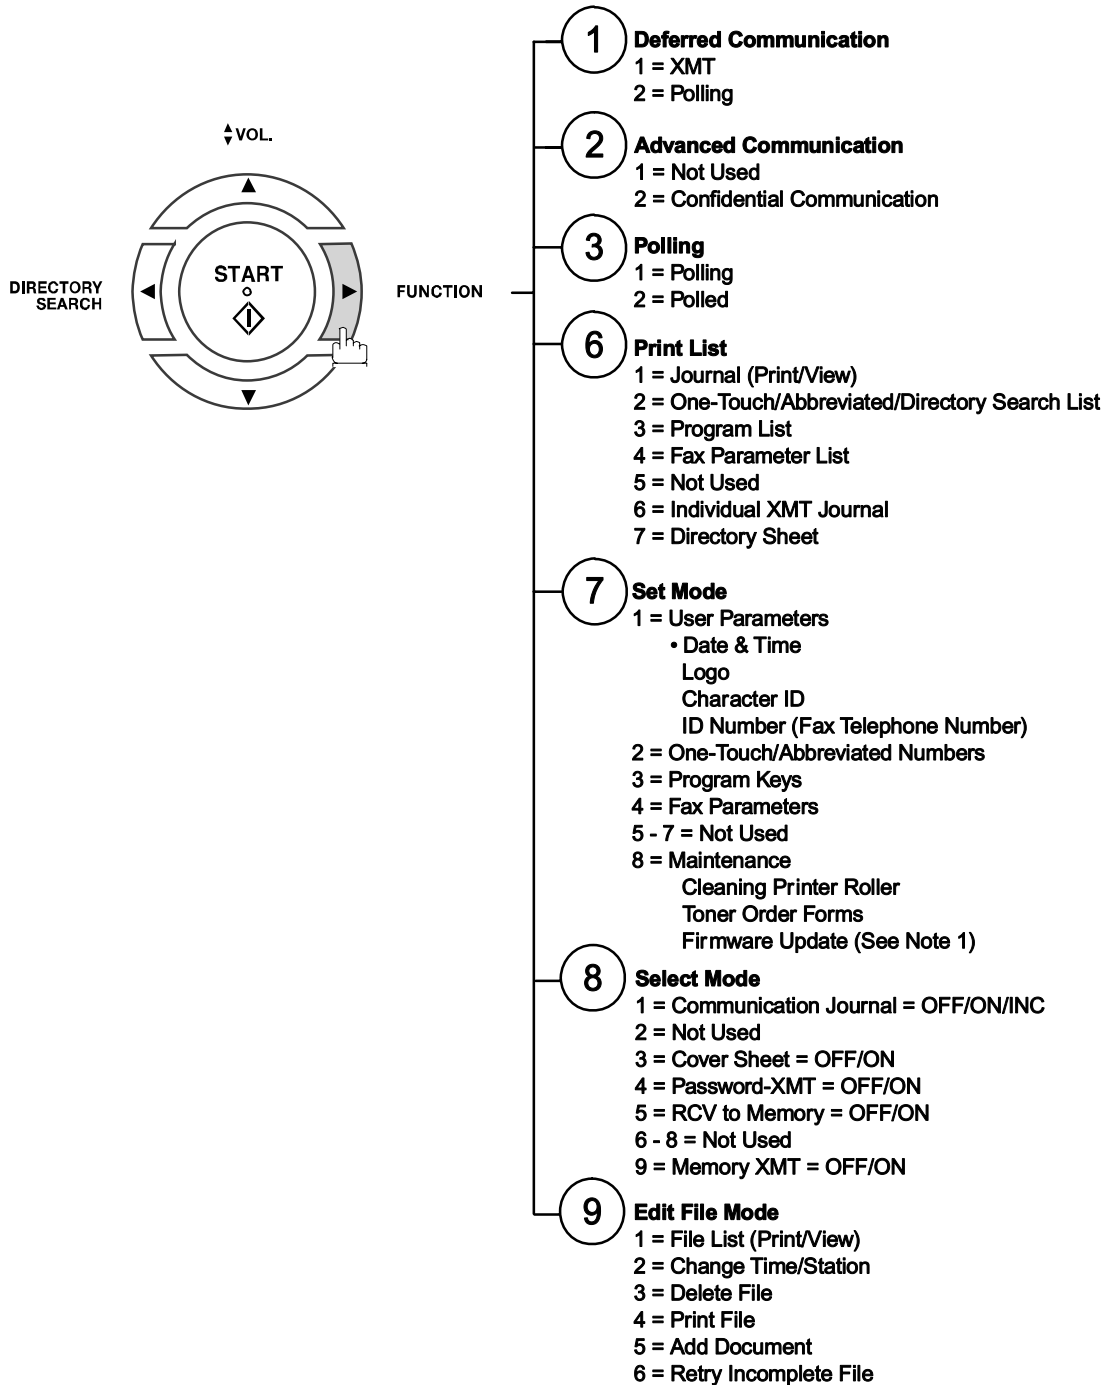 VOL.
DIRECTORY
SEARCH
START
FUNCTION
1
Deferred Communication
1 = XMT
2 = Polling
2
Advanced Communication
1 = Not Used
2 = Confidential Communication
3
Polling
1 = Polling
2 = Polled
6
Print List
1 = Journal (Print/View)
2 = One-Touch/Abbreviated/Directory Search List
3 = Program List
4 = Fax Parameter List
5 = Not Used
6 = Individual XMT Journal
7 = Directory Sheet
7
Set Mode
1 = User Parameters
• Date & Time
Logo
Character ID
ID Number (Fax Telephone Number)
2 = One-Touch/Abbreviated Numbers
3 = Program Keys
4 = Fax Parameters
5 - 7 = Not Used
8 = Maintenance
Cleaning Printer Roller
Toner Order Forms
Firmware Update (See Note 1)
8
Select Mode
1 = Communication Journal = OFF/ON/INC
2 = Not Used
3 = Cover Sheet = OFF/ON
4 = Password-XMT = OFF/ON
5 = RCV to Memory = OFF/ON
6 - 8 = Not Used
9 = Memory XMT = OFF/ON
9
Edit File Mode
1 = File List (Print/View)
2 = Change Time/Station
3 = Delete File
4 = Print File
5 = Add Document
6 = Retry Incomplete File